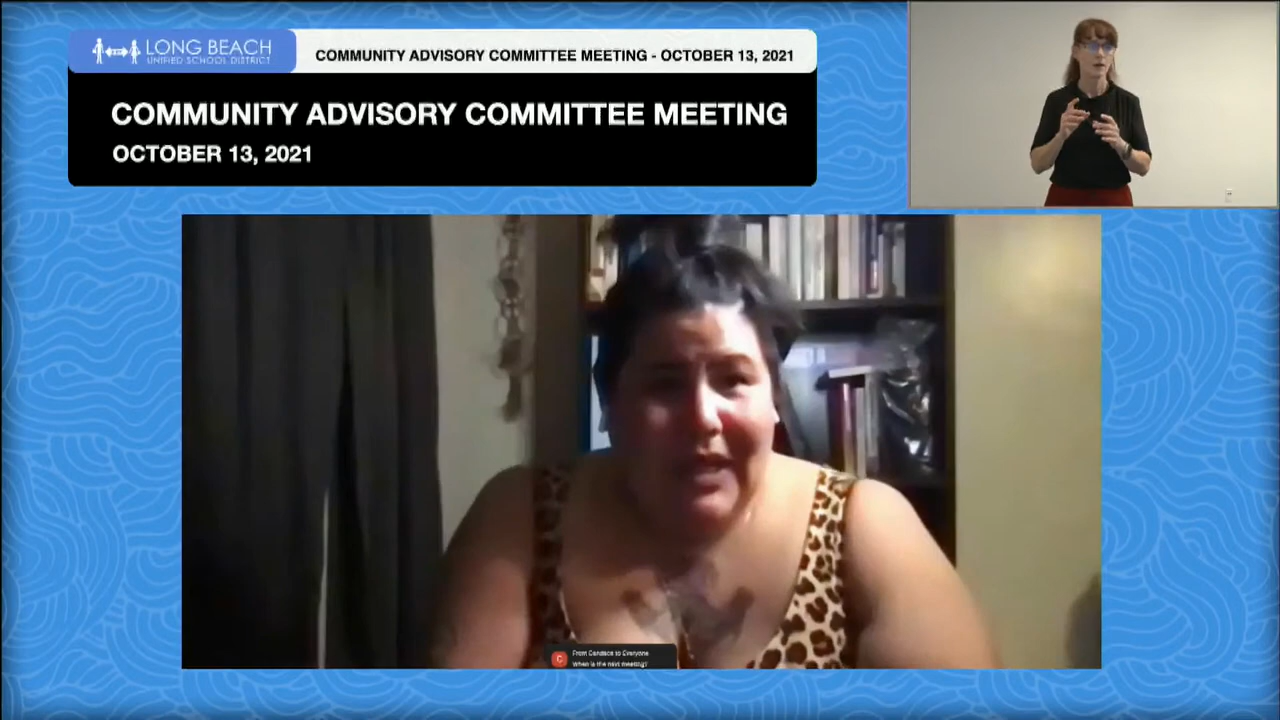 LONG BEACH
UNIFIED SCHOOL DISTRICT
COMMUNITY ADVISORY COMMITTEE MEETING - OCTOBER 13, 2021
COMMUNITY ADVISORY COMMITTEE MEETING
OCTOBER 13, 2021
C
From Candace to Everyone
When is the next meeting?